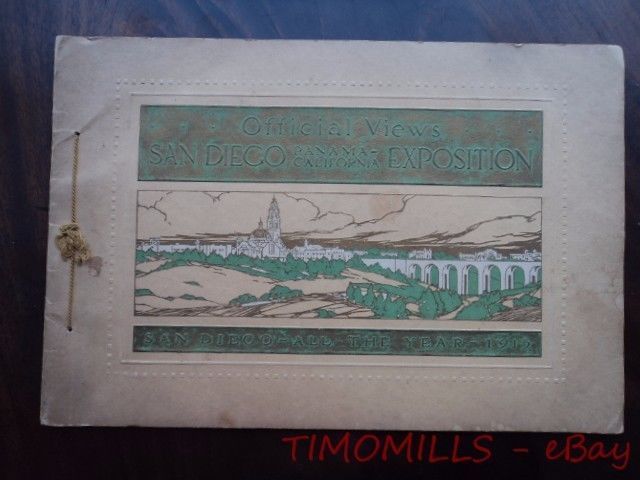 Official Views
SAN DIEGO PANAMA-CALIFORNIA EXPOSITION
SAN DIEGO-ALL-THE YEAR-1915
TIMOMILLS - eBay